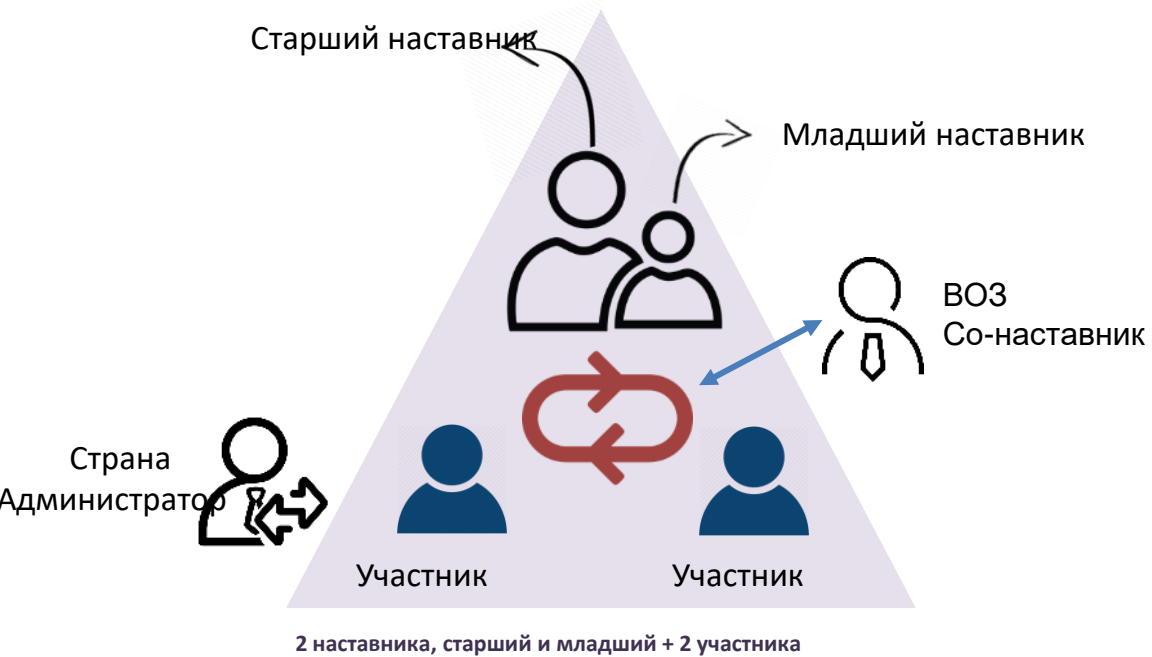 Старший наставник
Младший наставник
ВОЗ
Со-наставник
Страна
Администратор
Участник
Участник
2 наставника, старший и младший + 2 участника